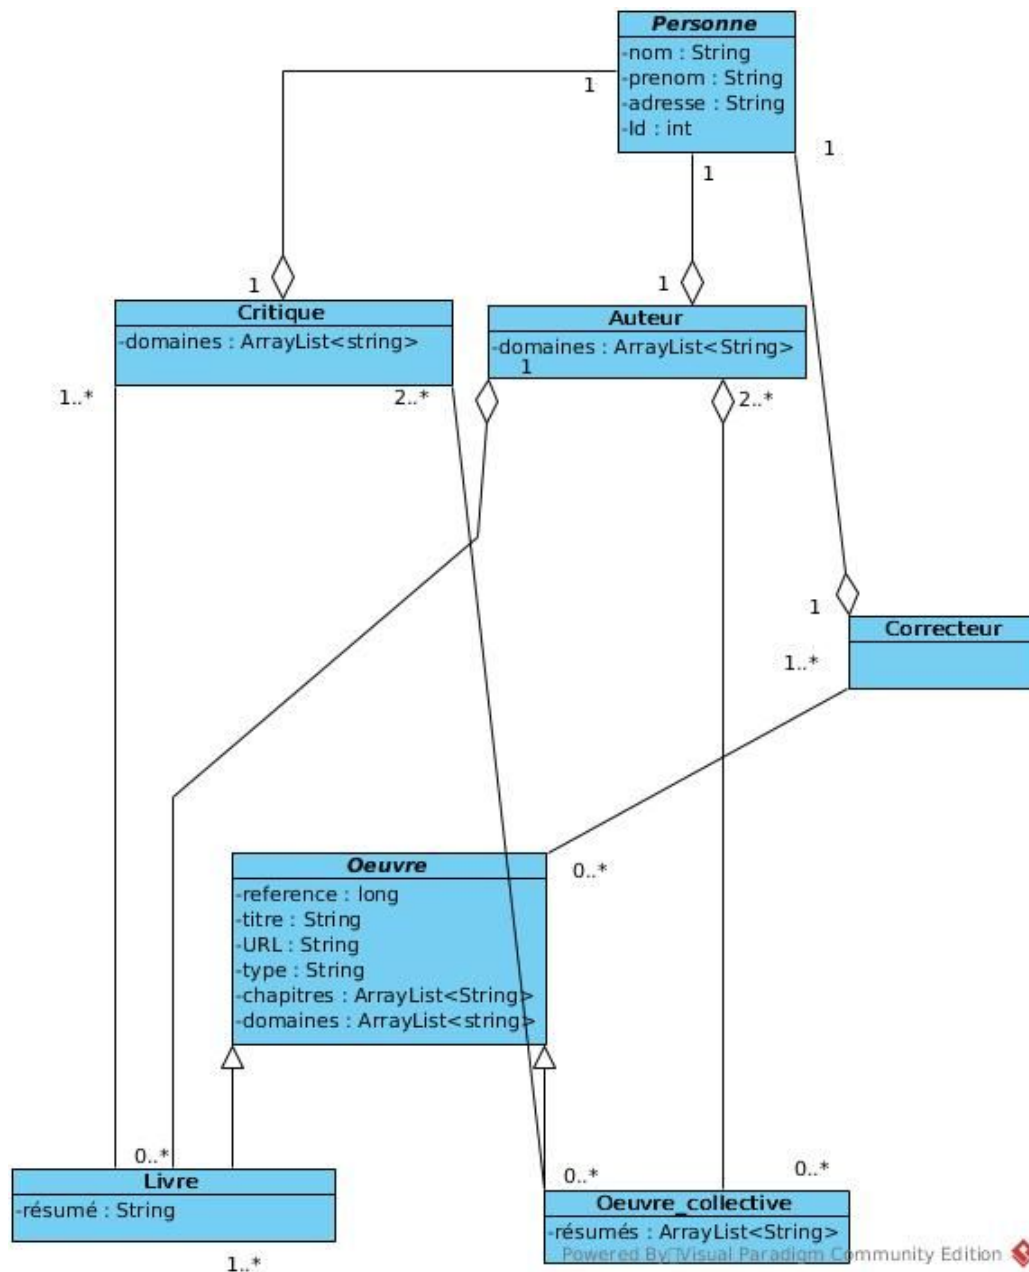 Personne
-nom : String
-prenom : String
-adresse : String
-Id : int
1
1
1
1
1
Critique
-domaines : ArrayList<string>
Auteur
-domaines : ArrayList<String>
1
1..*
2..*
2..*
1
Correcteur
1..*
Oeuvre
-reference : long
-titre : String
-URL : String
-type : String
-chapitres : ArrayList<String>
-domaines : ArrayList<string>
0..*
0..*
0..*
0..*
Livre
-résumé : String
Oeuvre_collective
-résumés : ArrayList<String>
1..*
Powered By Visual Paradigm Community Edition